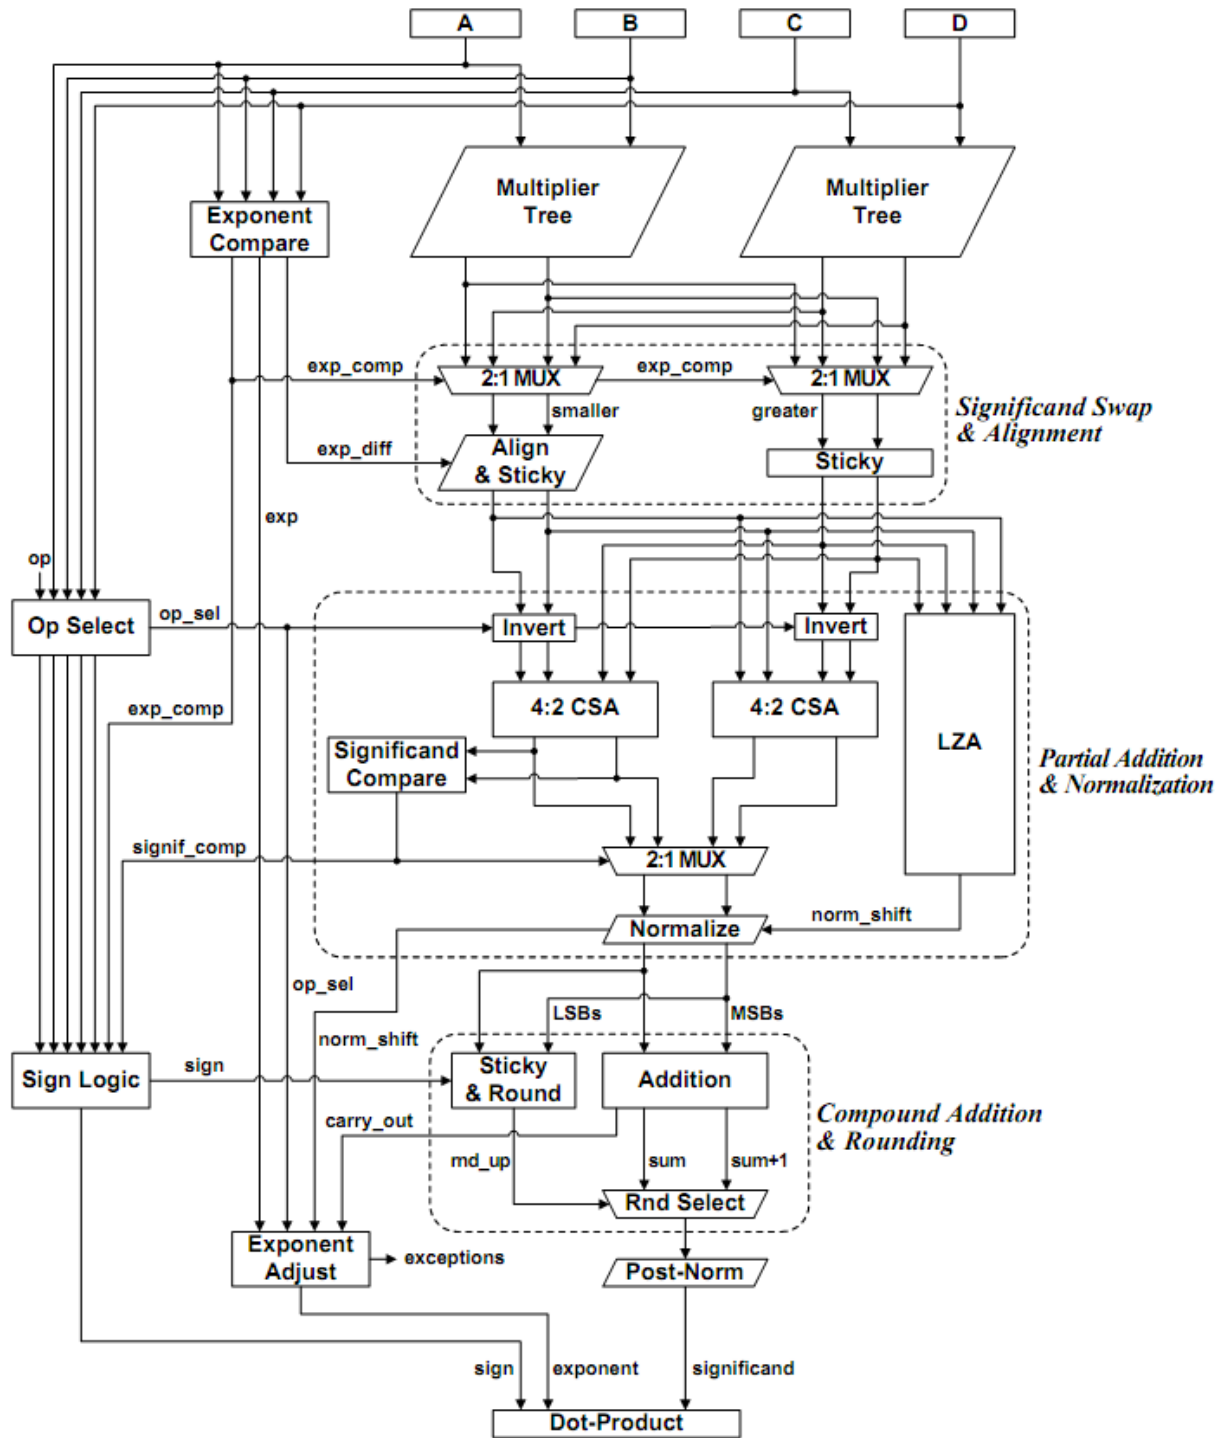 A
B
C
D
Multiplier
Tree
Multiplier
Tree
Exponent
Compare
exp_comp
2:1 MUX
exp_comp
2:1 MUX
smaller
greater
Significand Swap
& Alignment
exp_diff
Align
& Sticky
Sticky
exp
op
Op Select
op_sel
Invert
Invert
exp_comp
4:2 CSA
4:2 CSA
LZA
Significand
Compare
Partial Addition
& Normalization
signif_comp
2:1 MUX
norm_shift
Normalize
op_sel
LSBs
MSBs
norm_shift
Sign Logic
sign
Sticky
& Round
Addition
Compound Addition
& Rounding
carry_out
rnd_up
sum
sum+1
Rnd Select
Exponent
Adjust
exceptions
Post-Norm
sign
exponent
significand
Dot-Product